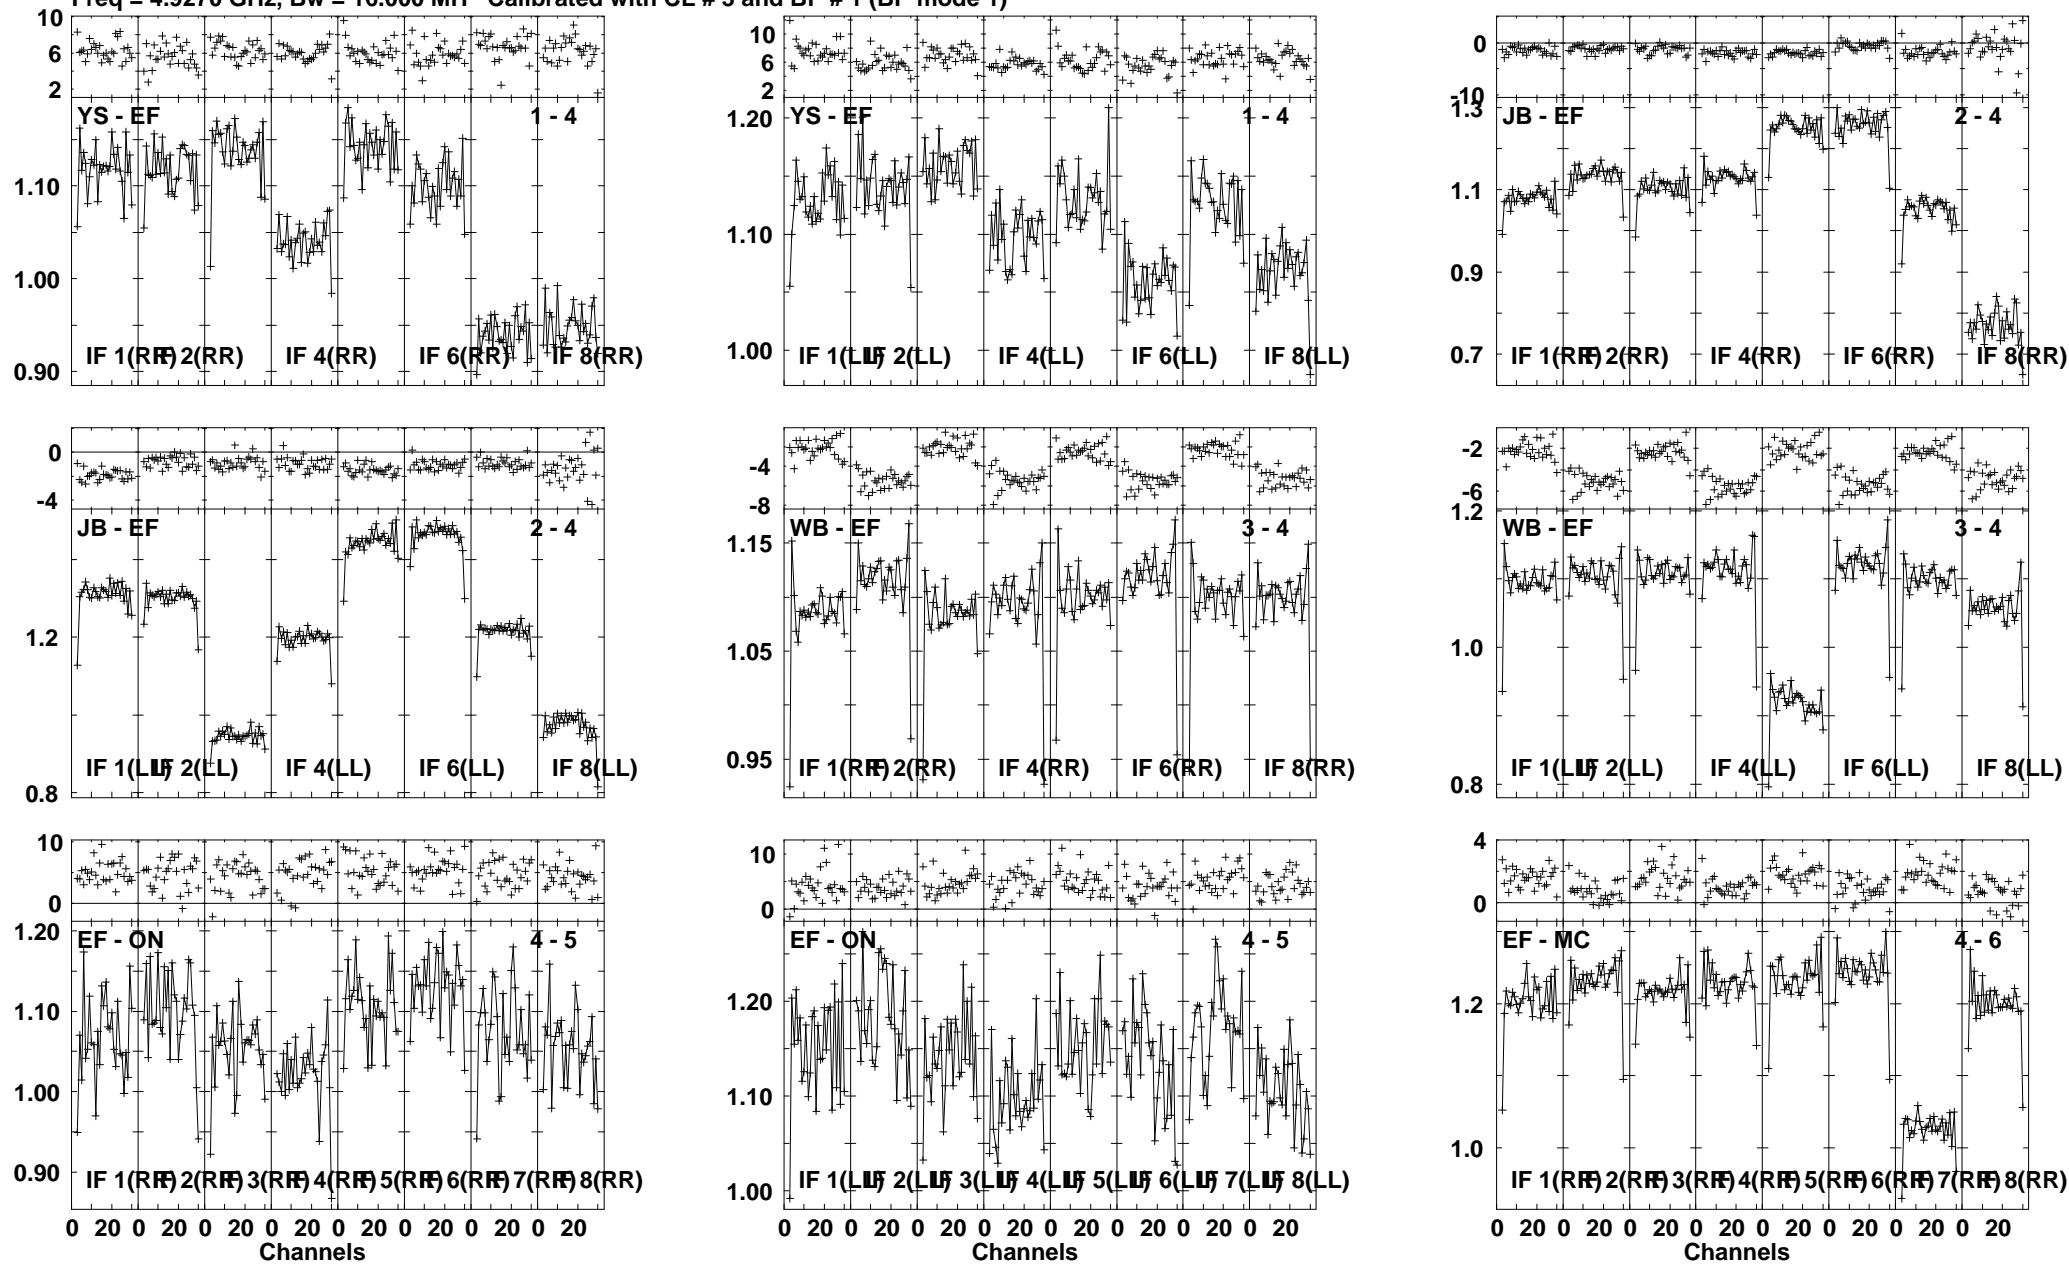 Freq = 4.9270 GHz, Bw = 16.000 MH Calibrated with CL # 3 and BP # 1 (BP mode 1)
10
6
2
YS - EF 1 - 4
1.10
1.00
0.90
IF 1(RR) IF 2(RR) IF 4(RR) IF 6(RR) IF 8(RR)
10
6
2
YS - EF 1 - 4
1.20
1.10
1.00
IF 1(LL) IF 2(LL) IF 4(LL) IF 6(LL) IF 8(LL)
0
-10
JB - EF 2 - 4
1.3
1.1
0.9
0.7
IF 1(RR) IF 2(RR) IF 4(RR) IF 6(RR) IF 8(RR)
0
-4
JB - EF 2 - 4
1.2
0.8
IF 1(LL) IF 2(LL) IF 4(LL) IF 6(LL) IF 8(LL)
-4
-8
WB - EF 3 - 4
1.15
1.05
0.95
IF 1(RR) IF 2(RR) IF 4(RR) IF 6(RR) IF 8(RR)
-2
-6
WB - EF 3 - 4
1.2
1.0
0.8
IF 1(LL) IF 2(LL) IF 4(LL) IF 6(LL) IF 8(LL)
10
0
EF - ON 4 - 5
1.20
1.10
1.00
0.90
IF 1(RR) IF 2(RR) IF 3(RR) IF 4(RR) IF 5(RR) IF 6(RR) IF 7(RR) IF 8(RR)
0 20 0 20 0 20 0 20 0 20 0 20 0 20 0 20
Channels
10
0
EF - ON 4 - 5
1.20
1.10
1.00
IF 1(LL) IF 2(LL) IF 3(LL) IF 4(LL) IF 5(LL) IF 6(LL) IF 7(LL) IF 8(LL)
0 20 0 20 0 20 0 20 0 20 0 20 0 20 0 20
Channels
4
0
EF - MC 4 - 6
1.2
1.0
IF 1(RR) IF 2(RR) IF 3(RR) IF 4(RR) IF 5(RR) IF 6(RR) IF 7(RR) IF 8(RR)
0 20 0 20 0 20 0 20 0 20 0 20 0 20 0 20
Channels